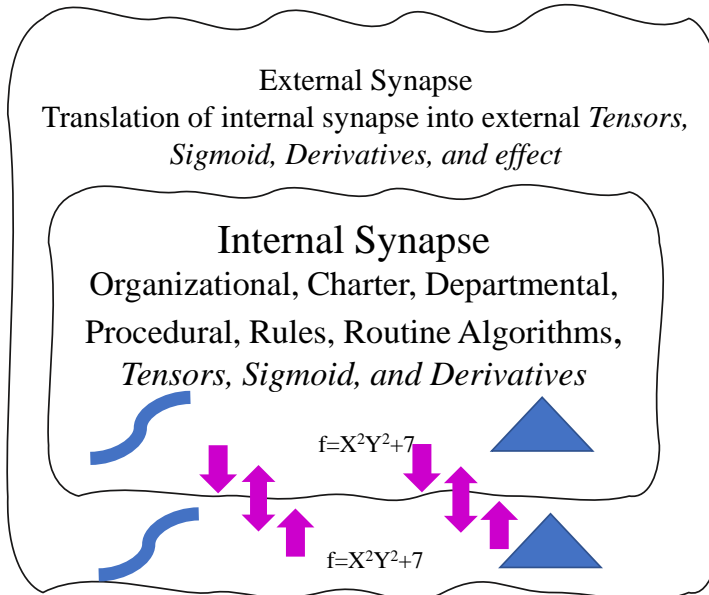 External Synapse
Translation of internal synapse into external Tensors,
Sigmoid, Derivatives, and effect
Internal Synapse
Organizational, Charter, Departmental,
Procedural, Rules, Routine Algorithms,
Tensors, Sigmoid, and Derivatives
f=X²Y²+7
f=X²Y²+7